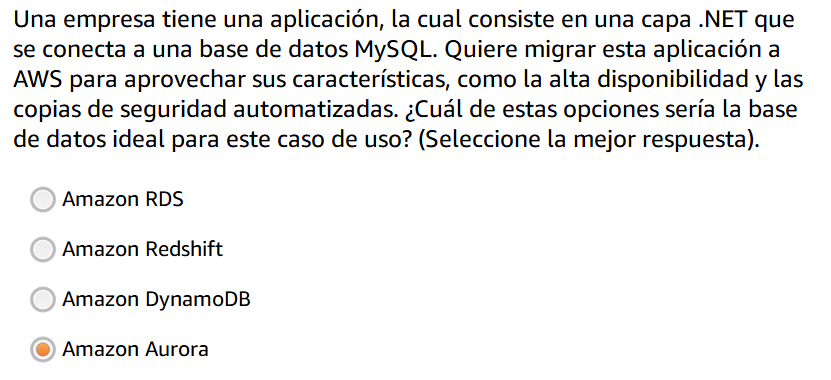 Una empresa tiene una aplicación, la cual consiste en una capa .NET que
se conecta a una base de datos MySQL. Quiere migrar esta aplicación a
AWS para aprovechar sus características, como la alta disponibilidad y las
copias de seguridad automatizadas. ¿Cuál de estas opciones sería la base
de datos ideal para este caso de uso? (Seleccione la mejor respuesta).
Amazon RDS
Amazon Redshift
Amazon DynamoDB
Amazon Aurora